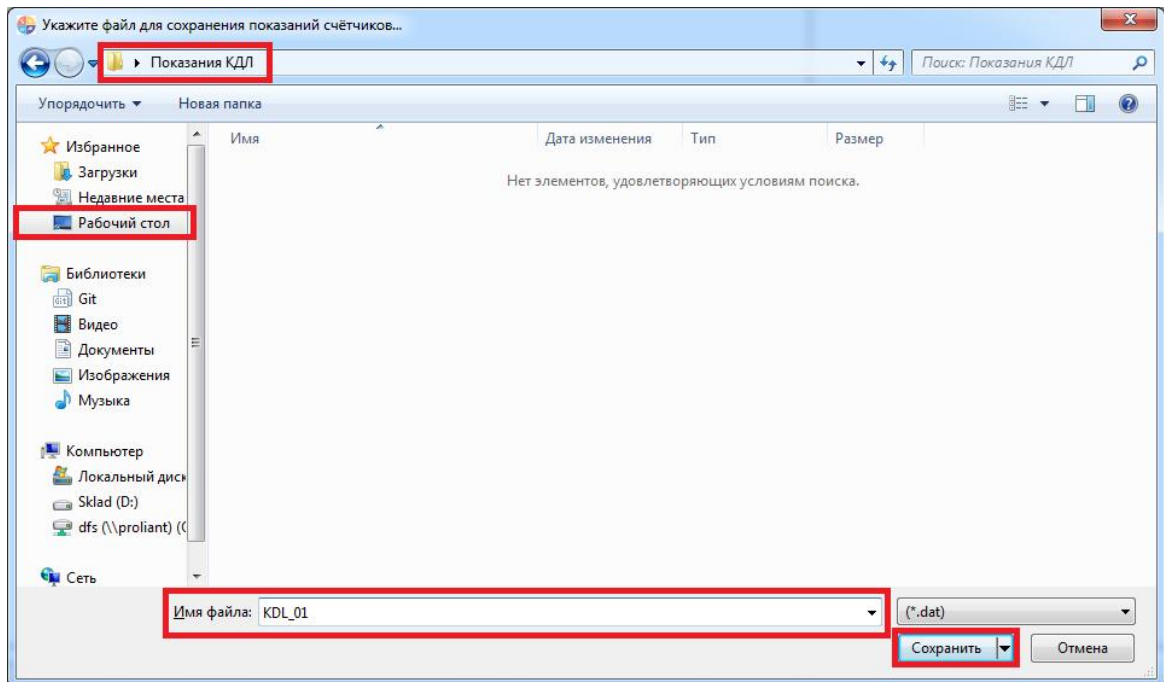 Укажите файл для сохранения показаний счётчиков...
Показания КДЛ
Поиск: Показания КДЛ
Упорядочить
Новая папка
Имя
Дата изменения
Тип
Размер
Нет элементов, удовлетворяющих условиям поиска.
Избранное
Загрузки
Недавние места
Рабочий стол
Библиотеки
Git
Видео
Документы
Изображения
Музыка
Компьютер
Локальный диск
Sklad (D:)
dfs (\\proliant) (
Сеть
Имя файла: KDL_01
(*.dat)
Сохранить
Отмена